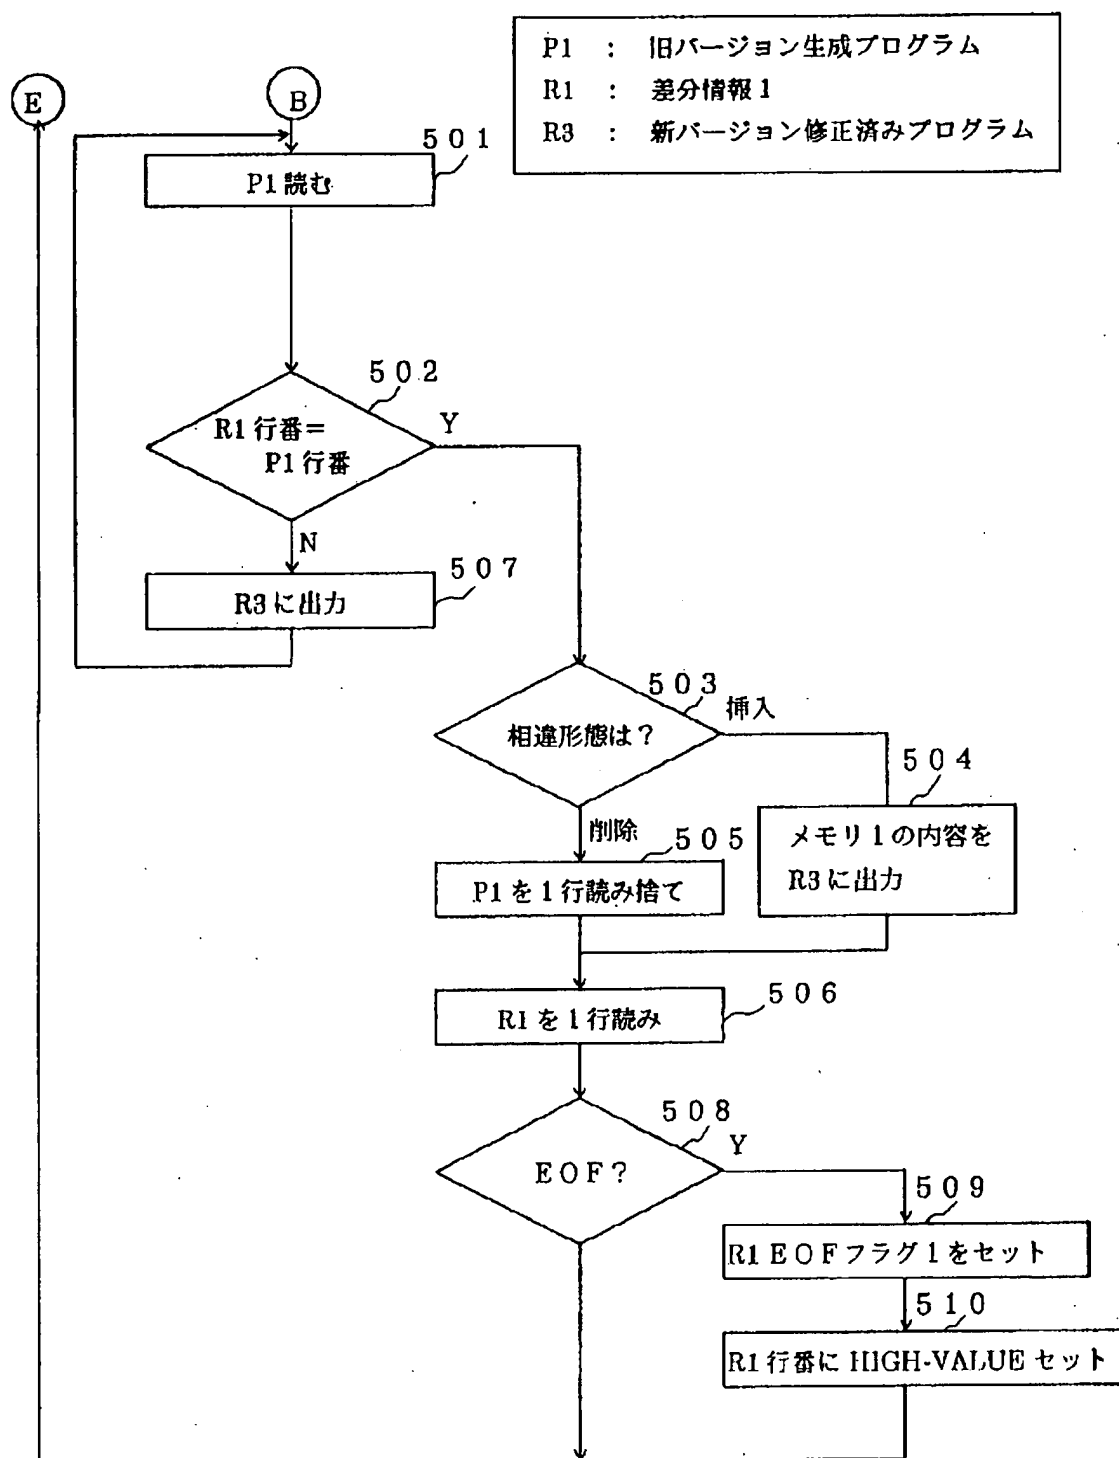 P1 : 旧バージョン生成プログラム
R1 : 差分情報1
R3 : 新バージョン修正済みプログラム
E
B
501
P1読む
502
R1行番=
P1行番
Y
N
507
R3に出力
503
相違形態は？
挿入
504
メモリ1の内容を
R3に出力
削除
505
P1を1行読み捨て
506
R1を1行読み
508
EOF？
Y
509
R1 EOFフラグ1をセット
510
R1行番にHIGH-VALUEセット